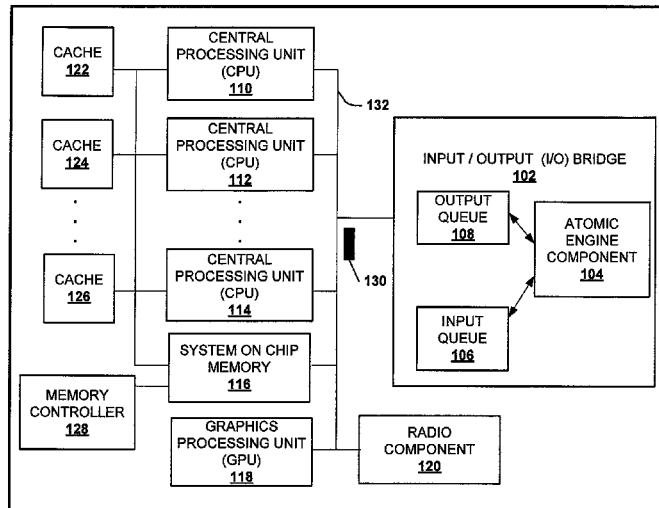 CACHE
122
CENTRAL
PROCESSING UNIT
(CPU)
110
132
CACHE
124
CENTRAL
PROCESSING UNIT
(CPU)
112
INPUT / OUTPUT (I/O) BRIDGE
102
OUTPUT
QUEUE
108
ATOMIC
ENGINE
COMPONENT
104
CACHE
126
CENTRAL
PROCESSING UNIT
(CPU)
114
130
INPUT
QUEUE
106
SYSTEM ON CHIP
MEMORY
116
MEMORY
CONTROLLER
128
GRAPHICS
PROCESSING UNIT
(GPU)
118
RADIO
COMPONENT
120